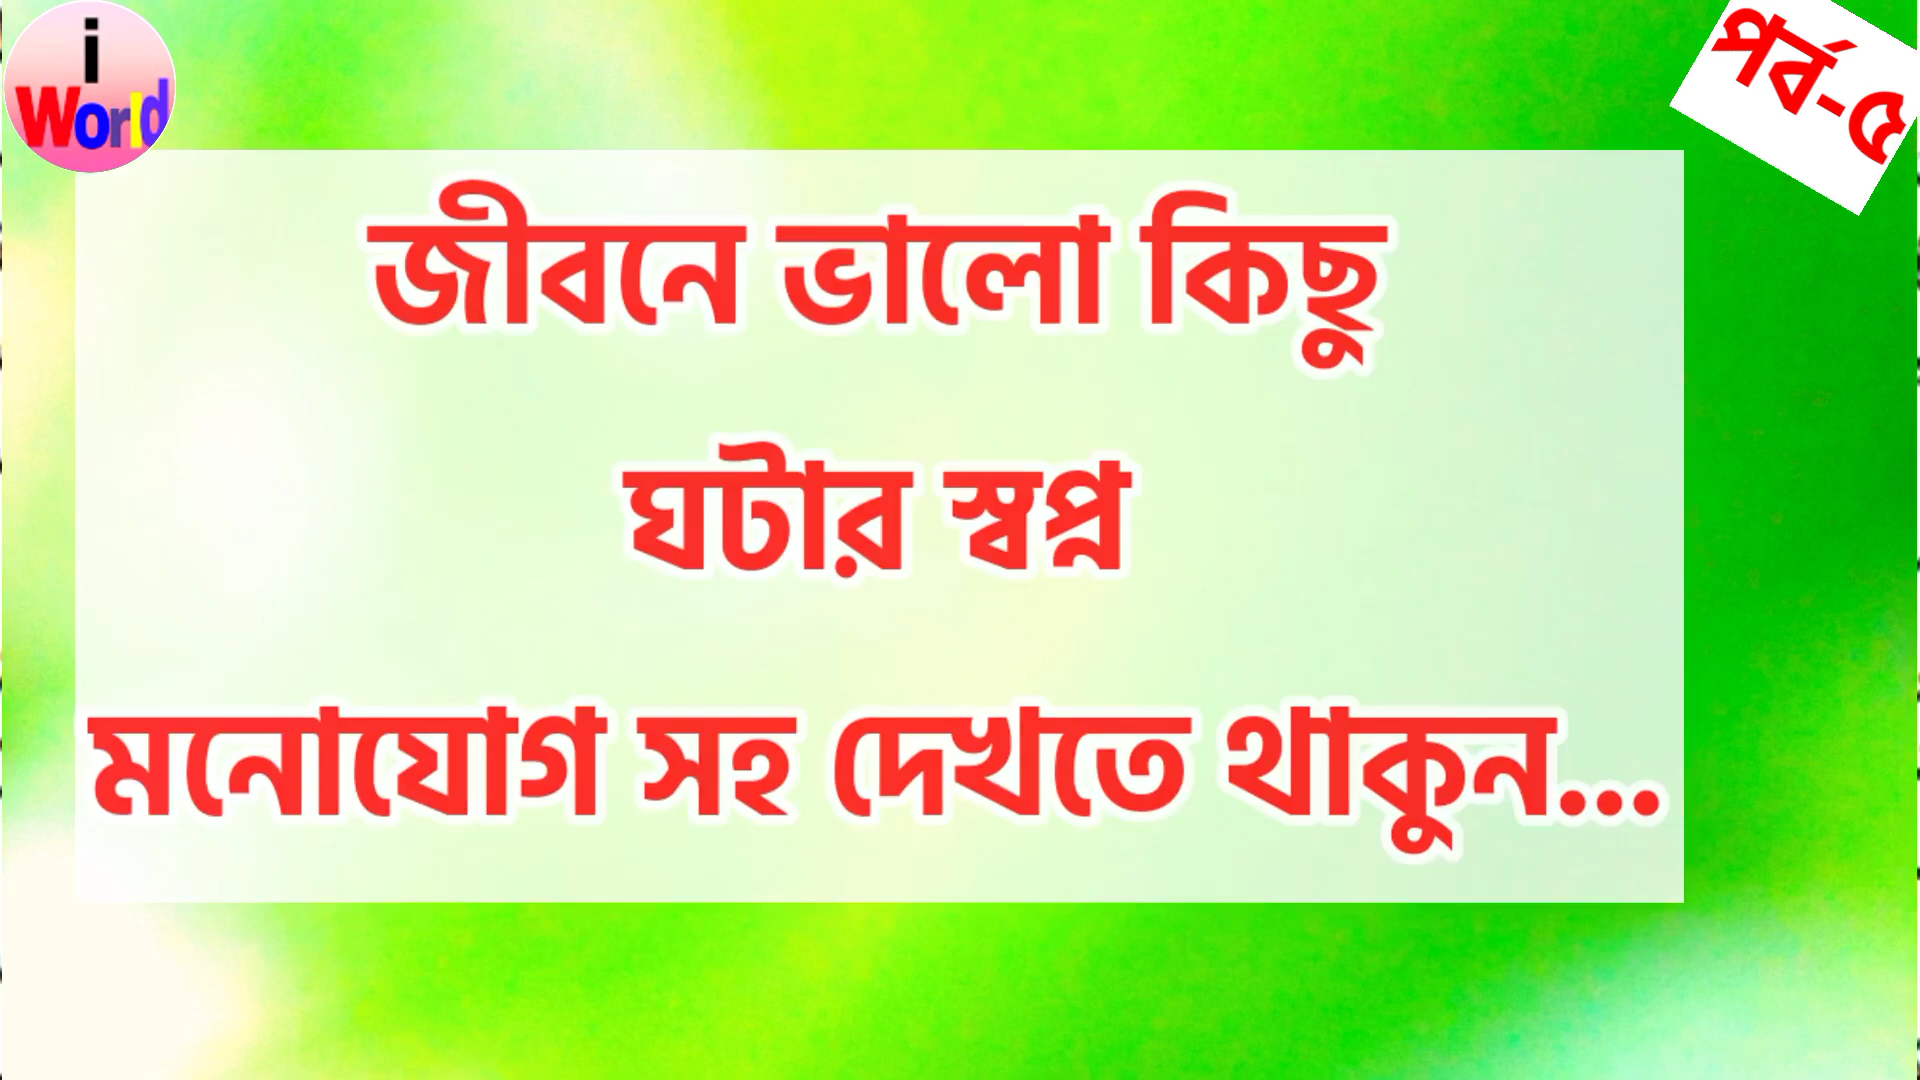 i
World
পর্ব-৫
জীবনে ভালো কিছু
ঘটার স্বপ্ন
মনোযোগ সহ দেখতে থাকুন...